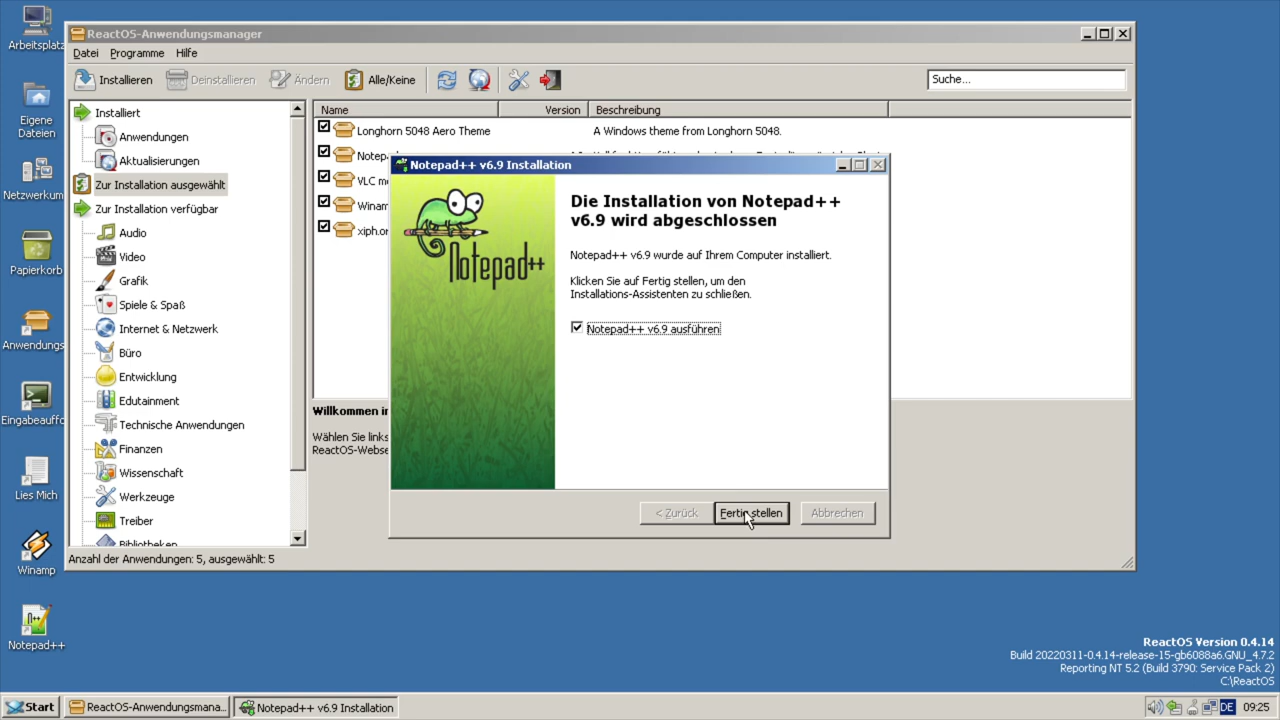 Arbeitsplatz
Eigene
Dateien
Papierkorb
Eingabeauffo
Lies Mich
Winamp
Notepad++
ReactOS-Anwendungsmanager
Datei Programme Hilfe
Installieren Deinstallieren Ändern Alle/Keine Suche...
Installiert
Anwendungen
Aktualisierungen
Zur Installation ausgewählt
Zur Installation verfügbar
Audio
Video
Grafik
Spiele & Spaß
Internet & Netzwerk
Büro
Entwicklung
Edutainment
Technische Anwendungen
Finanzen
Wissenschaft
Werkzeuge
Treiber
Bibliotheken
Name Version Beschreibung
Longhorn 5048 Aero Theme A Windows theme from Longhorn 5048.
Notepa
VLC m
Winam
xiph.or
Willkommen i
Wählen Sie links
ReactOS-Webse
Anzahl der Anwendungen: 5, ausgewählt: 5
Notepad++ v6.9 Installation
Notepad++
Die Installation von Notepad++
v6.9 wird abgeschlossen
Notepad++ v6.9 wurde auf Ihrem Computer installiert.
Klicken Sie auf Fertig stellen, um den
Installations-Assistenten zu schließen.
Notepad++ v6.9 ausführen
< Zurück Fertig stellen Abbrechen
ReactOS Version 0.4.14
Build 20220311-0.4.14-release-15-gb6088a6.GNU_4.7.2
Reporting NT 5.2 (Build 3790: Service Pack 2)
C:\ReactOS
Start ReactOS-Anwendungsmana... Notepad++ v6.9 Installation DE 09:25